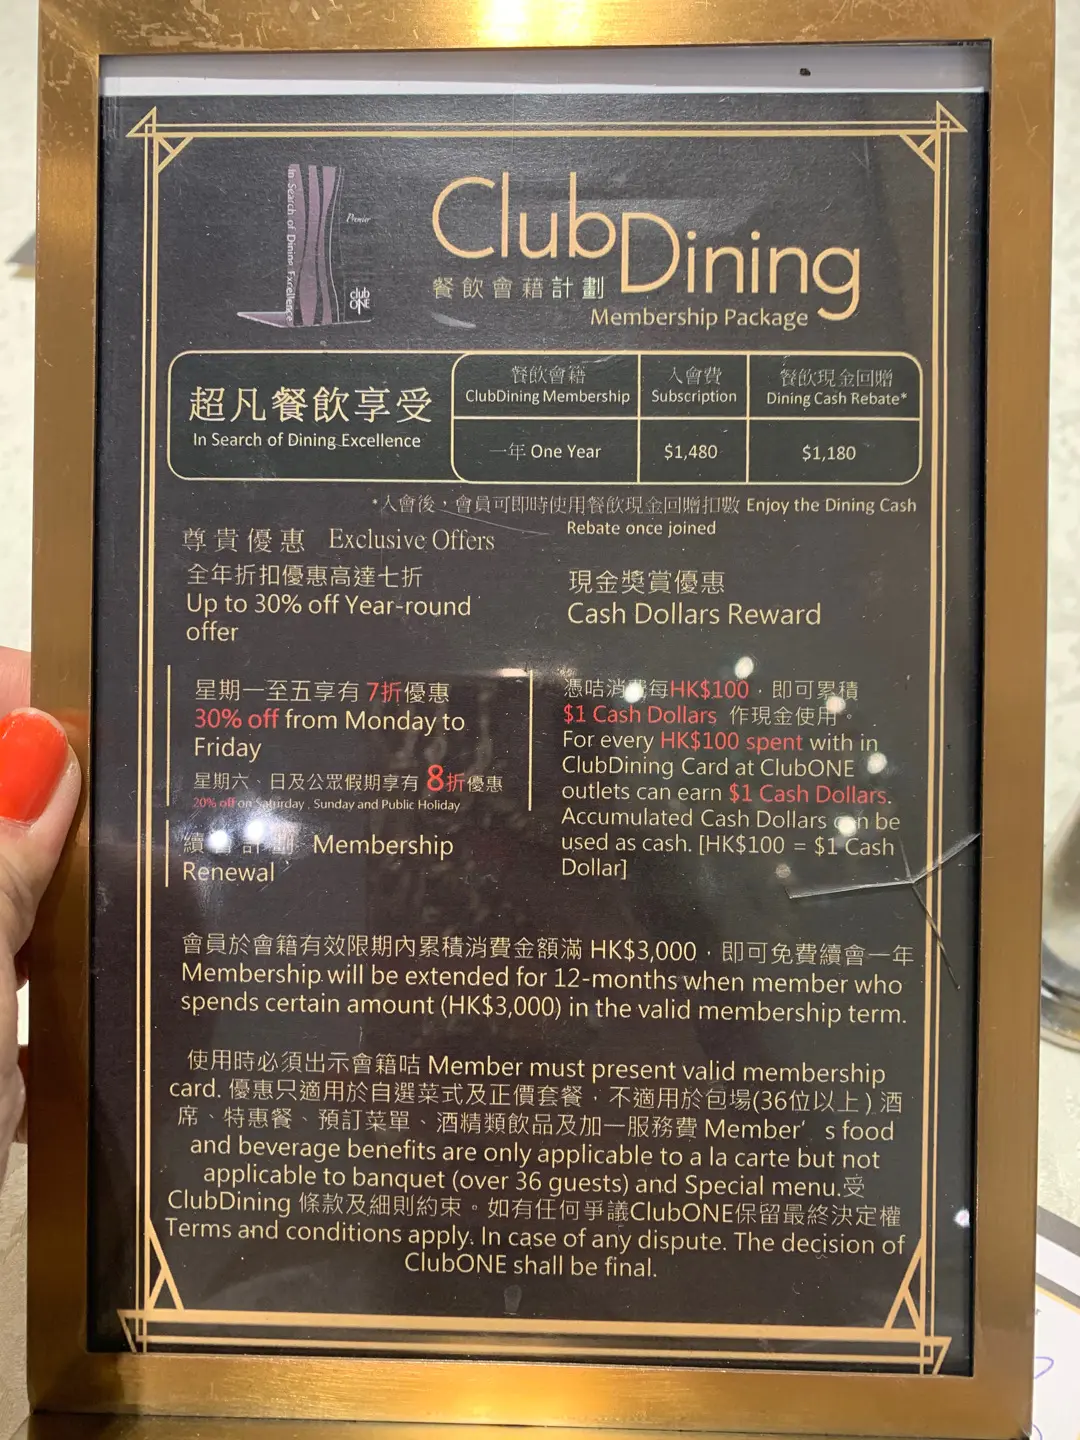 In Search of Dining Excellence
Premier
club
ONE
ClubDining
餐飲會藉計劃
Membership Package
超凡餐飲享受
In Search of Dining Excellence
餐飲會籍
ClubDining Membership
入會費
Subscription
餐飲現金回贈
Dining Cash Rebate*
一年 One Year
$1,480
$1,180
*入會後，會員可即時使用餐飲現金回贈扣數 Enjoy the Dining Cash
Rebate once joined
尊貴優惠 Exclusive Offers
全年折扣優惠高達七折
Up to 30% off Year-round
offer
現金獎賞優惠
Cash Dollars Reward
星期一至五享有 7折優惠
30% off from Monday to
Friday
星期六、日及公眾假期享有 8折優惠
20% off on Saturday , Sunday and Public Holiday
續會計劃 Membership
Renewal
憑咭消費每HK$100，即可累積
$1 Cash Dollars 作現金使用。
For every HK$100 spent with in
ClubDining Card at ClubONE
outlets can earn $1 Cash Dollars.
Accumulated Cash Dollars can be
used as cash. [HK$100 = $1 Cash
Dollar]
會員於會籍有效限期內累積消費金額滿 HK$3,000，即可免費續會一年
Membership will be extended for 12-months when member who
spends certain amount (HK$3,000) in the valid membership term.
使用時必須出示會籍咭 Member must present valid membership
card. 優惠只適用於自選菜式及正價套餐，不適用於包場(36位以上) 酒
席、特惠餐、預訂菜單、酒精類飲品及加一服務費 Member’s food
and beverage benefits are only applicable to a la carte but not
applicable to banquet (over 36 guests) and Special menu.受
ClubDining 條款及細則約束。如有任何爭議ClubONE保留最終決定權
Terms and conditions apply. In case of any dispute. The decision of
ClubONE shall be final.